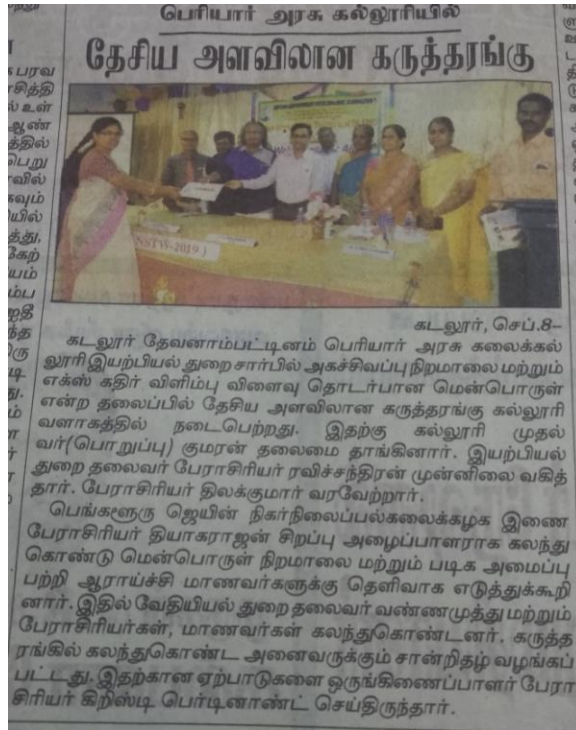 பெரியார் அரசு கல்லூரியில்
தேசிய அளவிலான கருத்தரங்கு
NSTW-2019
கடலூர், செப்.8–
கடலூர் தேவனாம்பட்டினம் பெரியார் அரசு கலைக்கல்
லூரி இயற்பியல் துறை சார்பில் அகச்சிவப்பு நிறமாலை மற்றும்
எக்ஸ் கதிர் விளிம்பு விளைவு தொடர்பான மென்பொருள்
என்ற தலைப்பில் தேசிய அளவிலான கருத்தரங்கு கல்லூரி
வளாகத்தில் நடைபெற்றது. இதற்கு கல்லூரி முதல்
வர்(பொறுப்பு) குமரன் தலைமை தாங்கினார். இயற்பியல்
துறை தலைவர் பேராசிரியர் ரவிச்சந்திரன் முன்னிலை வகித்
தார். பேராசிரியர் திலக்குமார் வரவேற்றார்.
பெங்களூரு ஜெயின் நிகர்நிலைப்பல்கலைக்கழக இணை
பேராசிரியர் தியாகராஜன் சிறப்பு அழைப்பாளராக கலந்து
கொண்டு மென்பொருள் நிறமாலை மற்றும் படிக அமைப்பு
பற்றி ஆராய்ச்சி மாணவர்களுக்கு தெளிவாக எடுத்துக்கூறி
னார். இதில் வேதியியல் துறை தலைவர் வண்ணமுத்து மற்றும்
பேராசிரியர்கள், மாணவர்கள் கலந்துகொண்டனர். கருத்த
ரங்கில் கலந்துகொண்ட அனைவருக்கும் சான்றிதழ் வழங்கப்
பட்டது. இதற்கான ஏற்பாடுகளை ஒருங்கிணைப்பாளர் பேரா
சிரியர் கிறிஸ்டி பெர்டினாண்ட் செய்திருந்தார்.